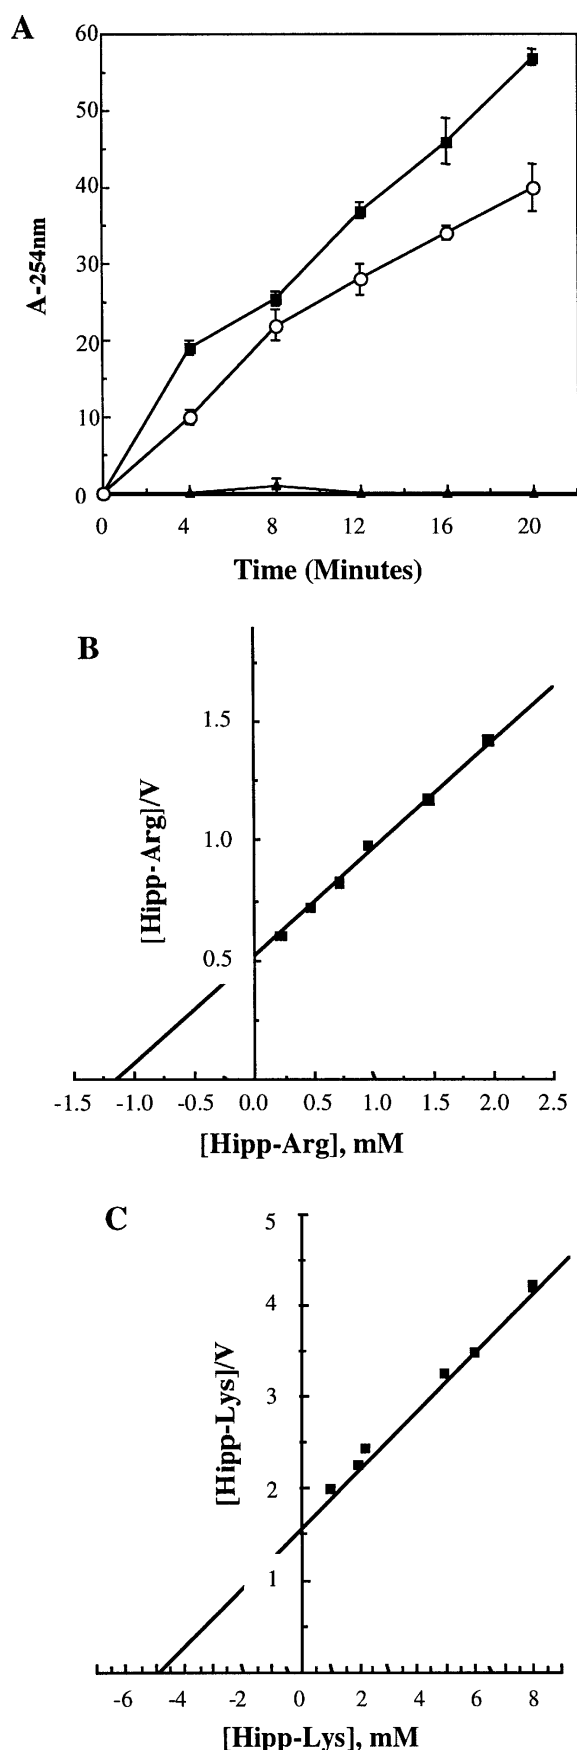 A
60
50
40
30
20
10
0
A-254nm
0 4 8 12 16 20
Time (Minutes)
B
1.5
1.0
0.5
[Hipp-Arg]/V
-1.5 -1.0 -0.5 0.0 0.5 1.0 1.5 2.0 2.5
[Hipp-Arg], mM
C
5
4
3
2
1
[Hipp-Lys]/V
-6 -4 -2 0 2 4 6 8
[Hipp-Lys], mM